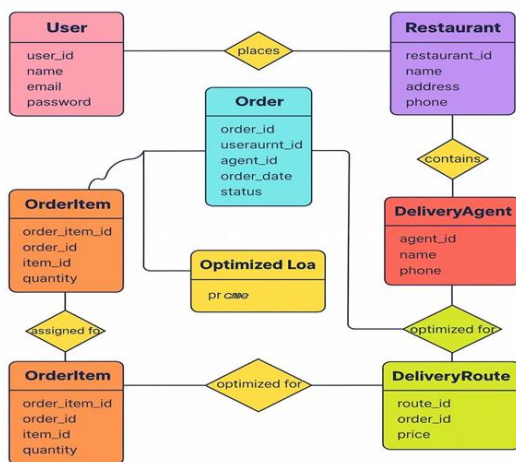 User
user_id
name
email
password
places
Restaurant
restaurant_id
name
address
phone
Order
order_id
useraurnt_id
agent_id
order_date
status
contains
OrderItem
order_item_id
order_id
item_id
quantity
DeliveryAgent
agent_id
name
phone
Optimized Loa
pr
assigned fo
optimized for
OrderItem
order_item_id
order_id
item_id
quantity
optimized for
DeliveryRoute
route_id
order_id
price